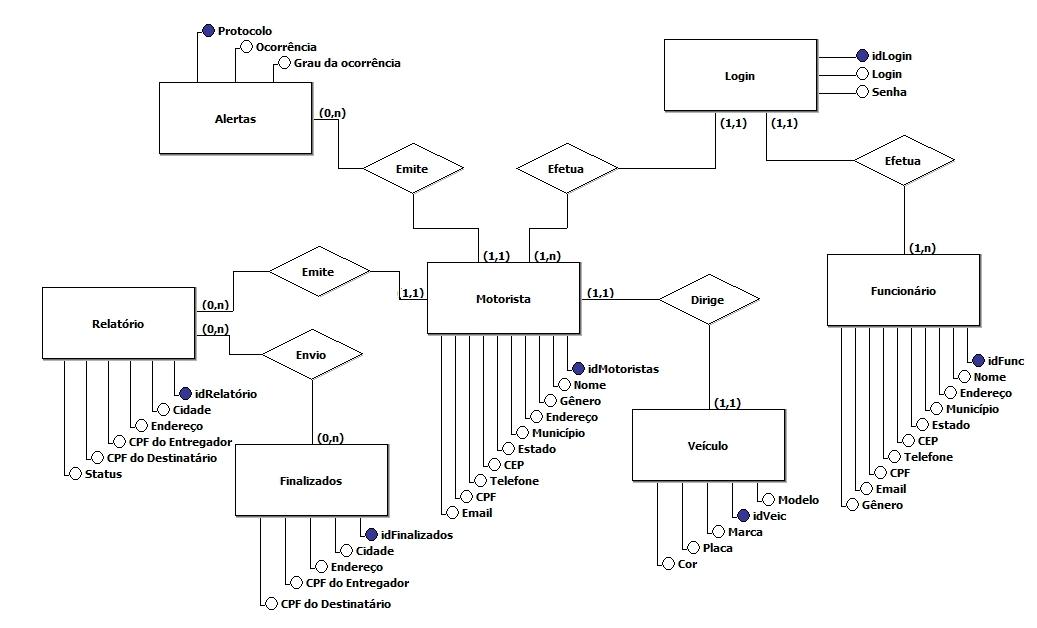 Protocolo
Ocorrência
Grau da ocorrência
Alertas
(0,n)
Emite
Login
idLogin
Login
Senha
(1,1)
(1,1)
Efetua
Efetua
(1,1)
(1,n)
(1,n)
Emite
(0,n)
(1,1)
Motorista
(1,1)
Dirige
Funcionário
Relatório
(0,n)
Envio
idRelatório
Cidade
Endereço
CPF do Entregador
CPF do Destinatário
Status
(0,n)
Finalizados
idFinalizados
Cidade
Endereço
CPF do Entregador
CPF do Destinatário
idMotoristas
Nome
Gênero
Endereço
Município
Estado
CEP
Telefone
CPF
Email
(1,1)
Veículo
Modelo
idVeic
Marca
Placa
Cor
idFunc
Nome
Endereço
Município
Estado
CEP
Telefone
CPF
Email
Gênero